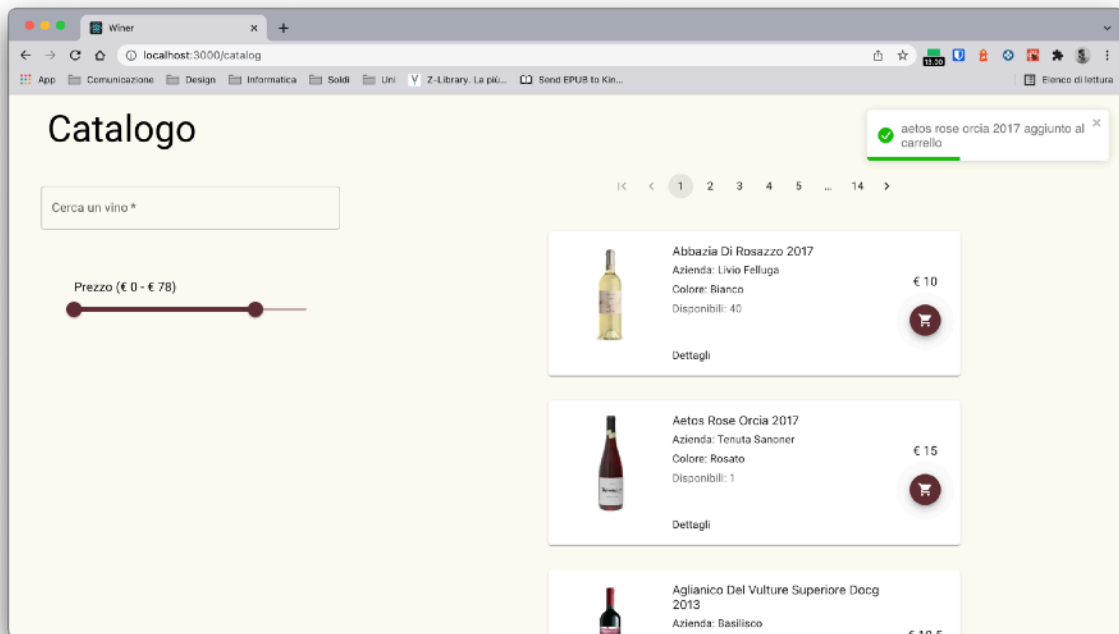 Winer
localhost:3000/catalog
15.00
App Comunicazione Design Informatica Soldi Uni Z-Library. La più... Send EPUB to Kin... Elenco di lettura
Catalogo
aetos rose orcia 2017 aggiunto al
carrello
Cerca un vino *
Prezzo (€ 0 - € 78)
1 2 3 4 5 ... 14
Abbazia Di Rosazzo 2017
Azienda: Livio Felluga
Colore: Bianco
Disponibili: 40
Dettagli
€ 10
Aetos Rose Orcia 2017
Azienda: Tenuta Sanoner
Colore: Rosato
Disponibili: 1
Dettagli
€ 15
Aglianico Del Vulture Superiore Docg
2013
Azienda: Basilisco